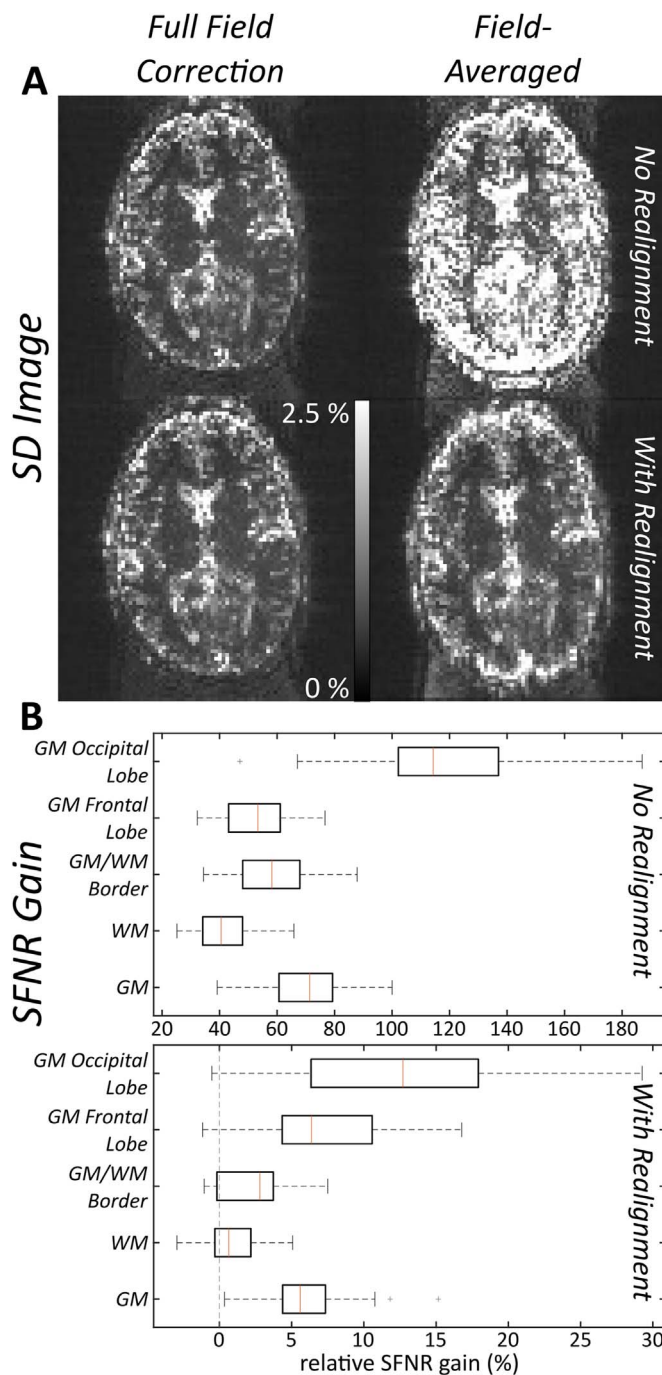 Full Field
Correction
Field-
Averaged
A
SD Image
No Realignment
2.5 %
0 %
With Realignment
B
SFNR Gain
GM Occipital
Lobe
GM Frontal
Lobe
GM/WM
Border
WM
GM
No Realignment
20 40 60 80 100 120 140 160 180
GM Occipital
Lobe
GM Frontal
Lobe
GM/WM
Border
WM
GM
With Realignment
0 5 10 15 20 25 30
relative SFNR gain (%)